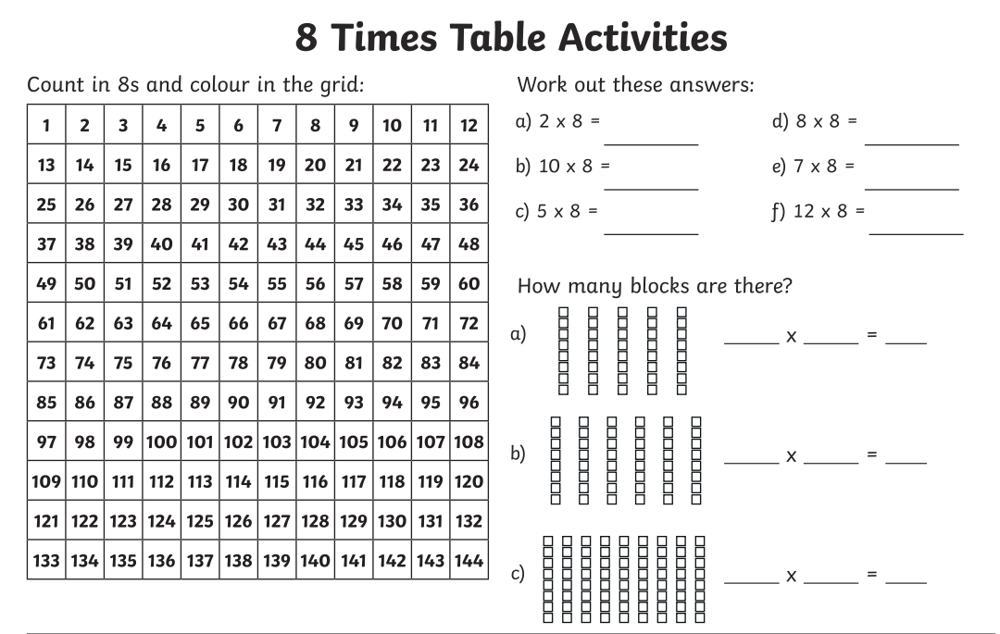 8 Times Table Activities
Count in 8s and colour in the grid:
1 2 3 4 5 6 7 8 9 10 11 12
13 14 15 16 17 18 19 20 21 22 23 24
25 26 27 28 29 30 31 32 33 34 35 36
37 38 39 40 41 42 43 44 45 46 47 48
49 50 51 52 53 54 55 56 57 58 59 60
61 62 63 64 65 66 67 68 69 70 71 72
73 74 75 76 77 78 79 80 81 82 83 84
85 86 87 88 89 90 91 92 93 94 95 96
97 98 99 100 101 102 103 104 105 106 107 108
109 110 111 112 113 114 115 116 117 118 119 120
121 122 123 124 125 126 127 128 129 130 131 132
133 134 135 136 137 138 139 140 141 142 143 144
Work out these answers:
a) 2 x 8 = ________
b) 10 x 8 = ________
c) 5 x 8 = ________
d) 8 x 8 = ________
e) 7 x 8 = ________
f) 12 x 8 = ________
How many blocks are there?
a) _____ x _____ = ____
b) _____ x _____ = ____
c) _____ x _____ = ____